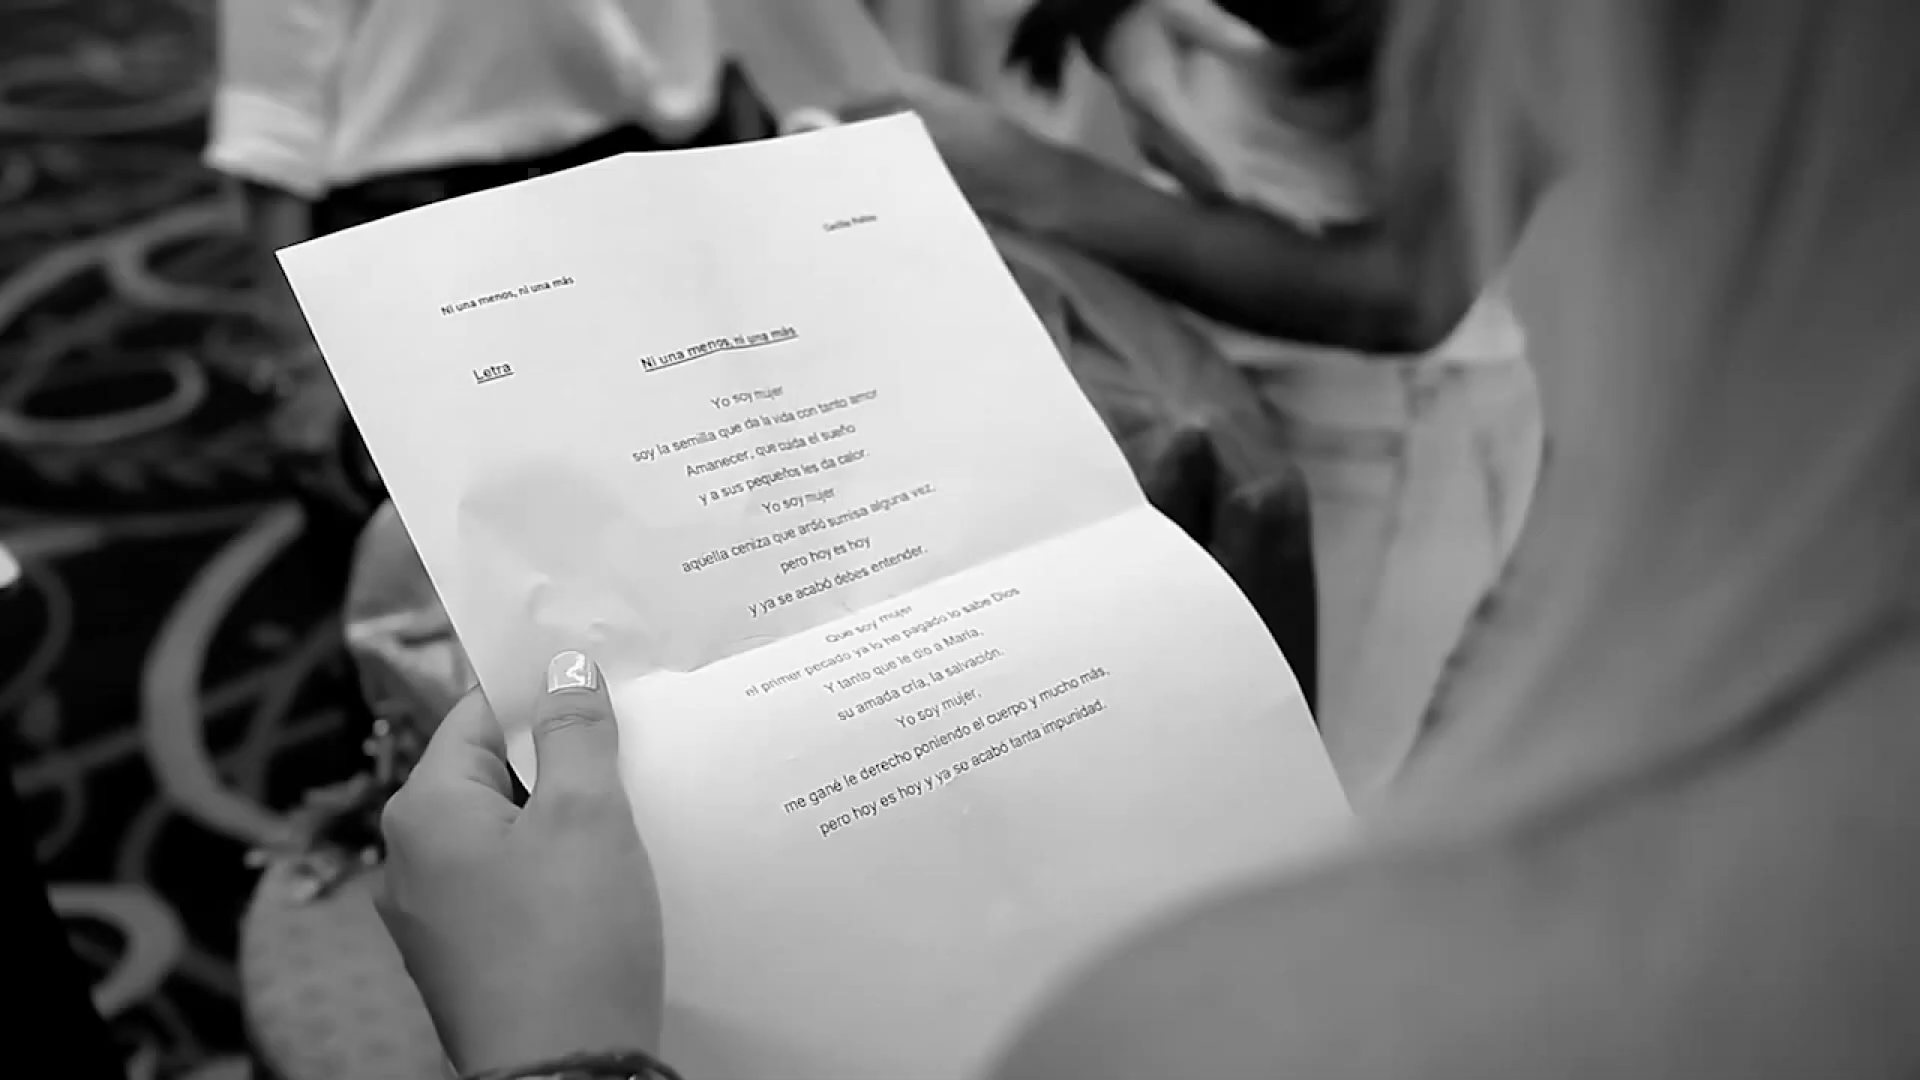 Ni una menos, ni una más
Letra
Ni una menos, ni una más
Yo soy mujer
soy la semilla que da la vida con tanto amor
Amanecer, que cuida el sueño
y a sus pequeños les da calor.
Yo soy mujer
aquella ceniza que ardió sumisa alguna vez,
pero hoy es hoy
y ya se acabó debes entender.
Que soy mujer
el primer pecado ya lo he pagado lo sabe Dios
Y tanto que le dio a María,
su amada cría, la salvación.
Yo soy mujer,
me gané le derecho poniendo el cuerpo y mucho más,
pero hoy es hoy y ya se acabó tanta impunidad.